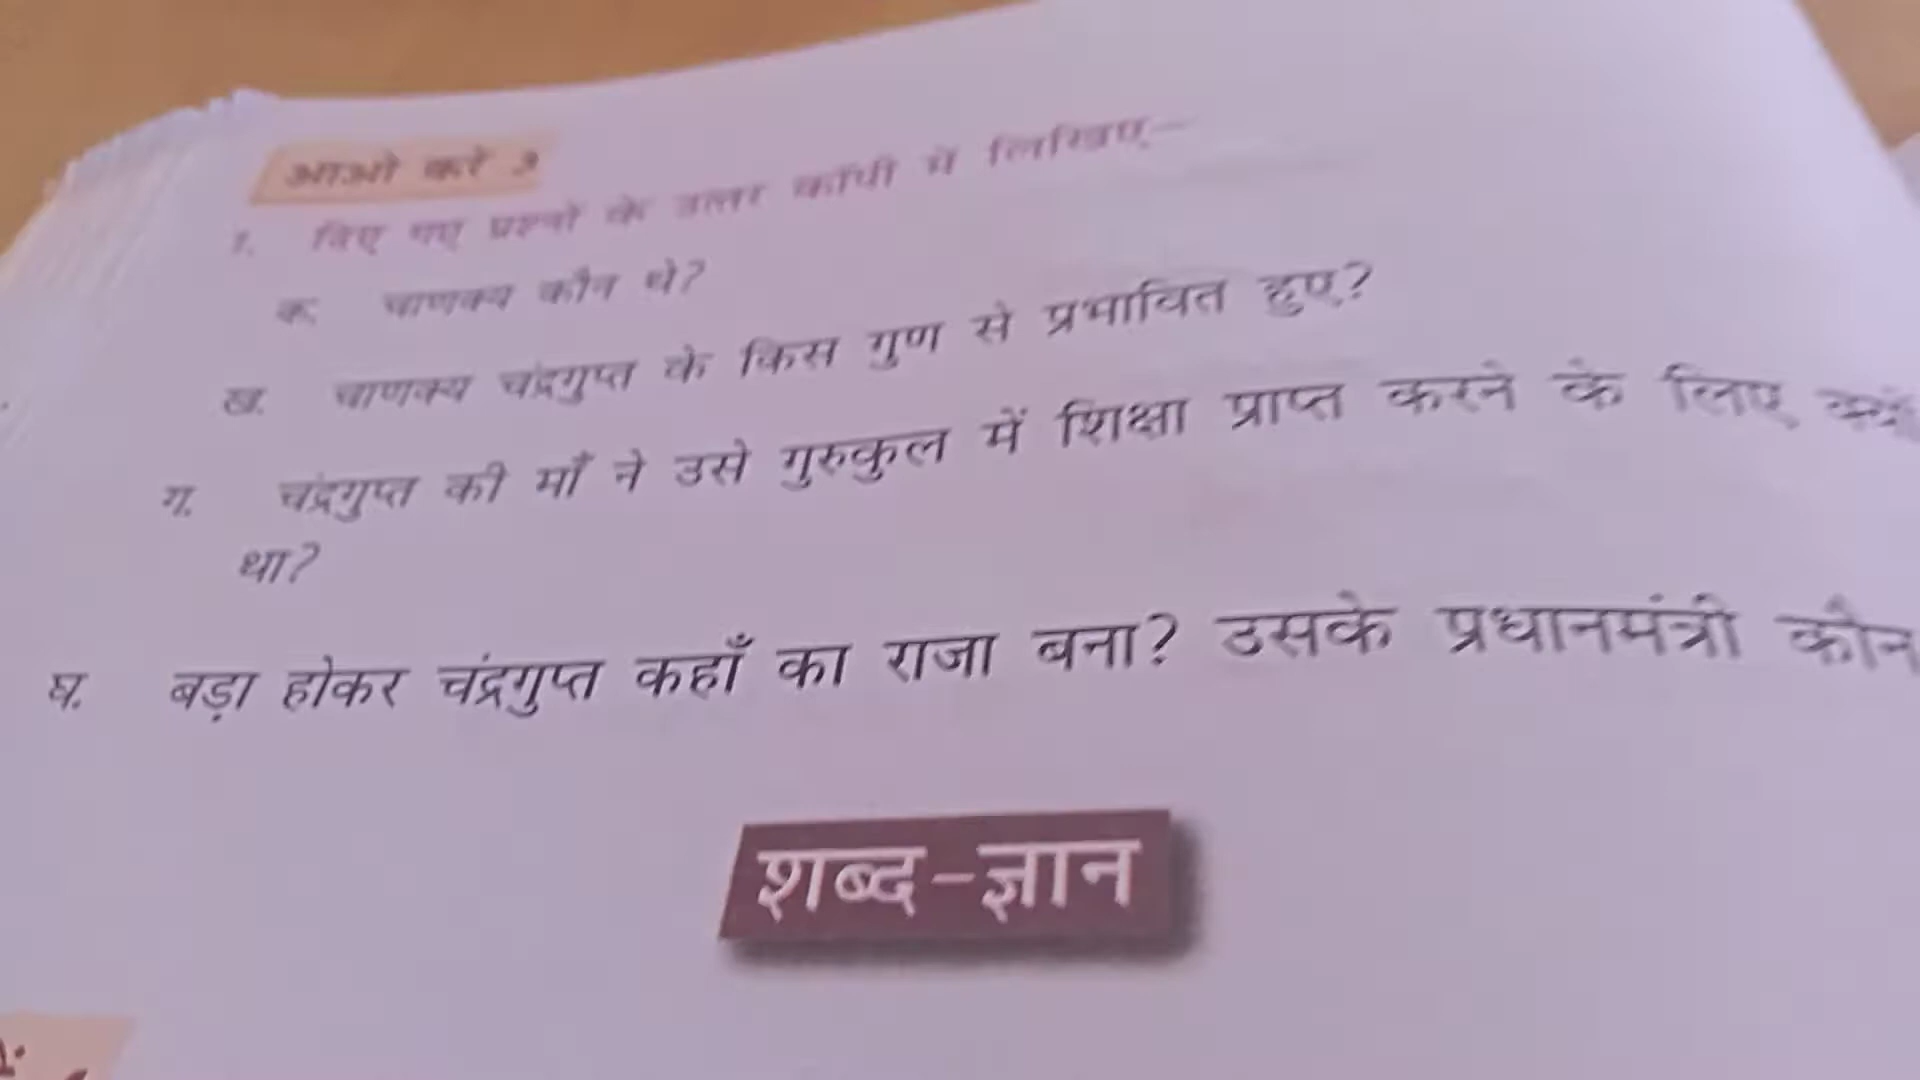 आओ करें 3
1. दिए गए प्रश्नों के उत्तर कॉपी में लिखिए–
क. चाणक्य कौन थे?
ख. चाणक्य चंद्रगुप्त के किस गुण से प्रभावित हुए?
ग. चंद्रगुप्त की माँ ने उसे गुरुकुल में शिक्षा प्राप्त करने के लिए
था?
घ. बड़ा होकर चंद्रगुप्त कहाँ का राजा बना? उसके प्रधानमंत्री कौन
शब्द-ज्ञान